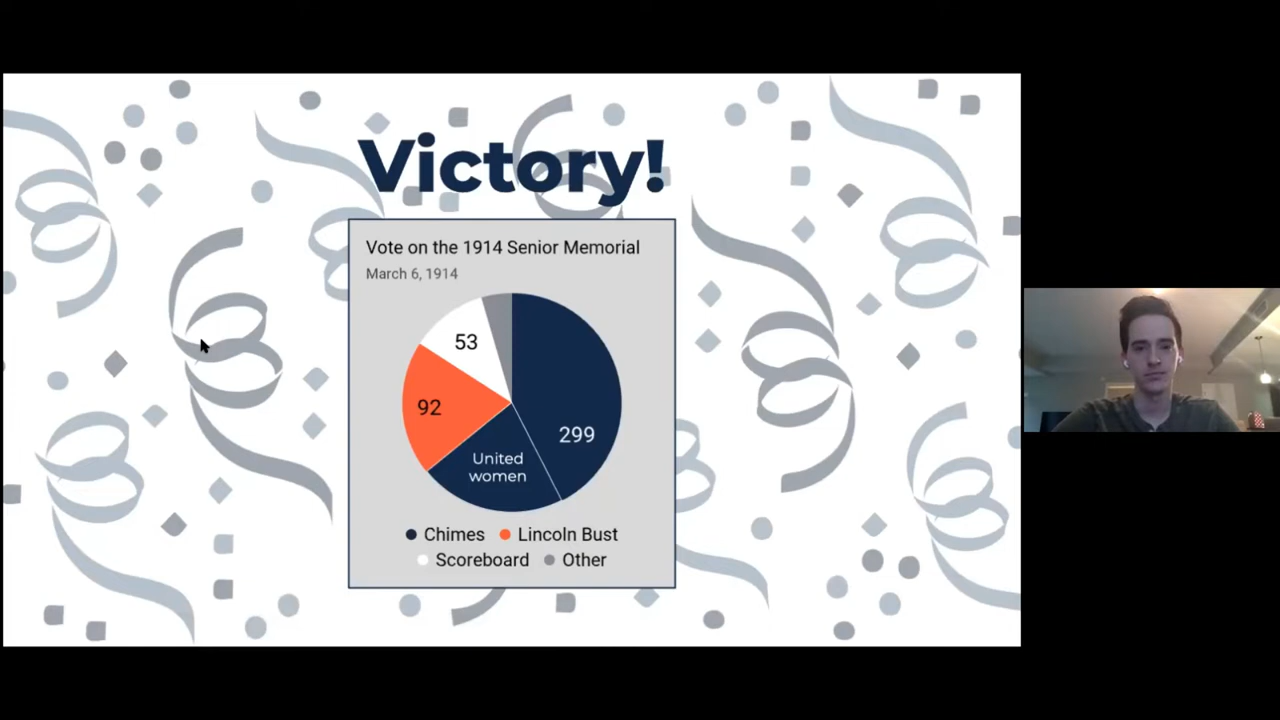 Victory!
Vote on the 1914 Senior Memorial
March 6, 1914
53
92
299
United
women
Chimes
Lincoln Bust
Scoreboard
Other